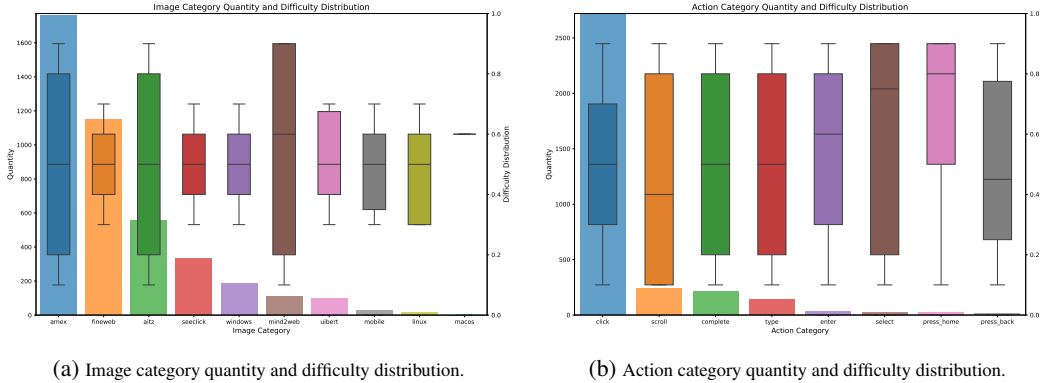 Image Category Quantity and Difficulty Distribution
1600
1400
1200
1000
800
600
400
200
0
Quantity
1.0
0.8
0.6
0.4
0.2
0.0
Difficulty Distribution
amex fineweb aitz seeclick windows mind2web uibert mobile linux macos
Image Category
(a) Image category quantity and difficulty distribution.
Action Category Quantity and Difficulty Distribution
2500
2000
1500
1000
500
0
Quantity
1.0
0.8
0.6
0.4
0.2
0.0
click scroll complete type enter select press_home press_back
Action Category
(b) Action category quantity and difficulty distribution.